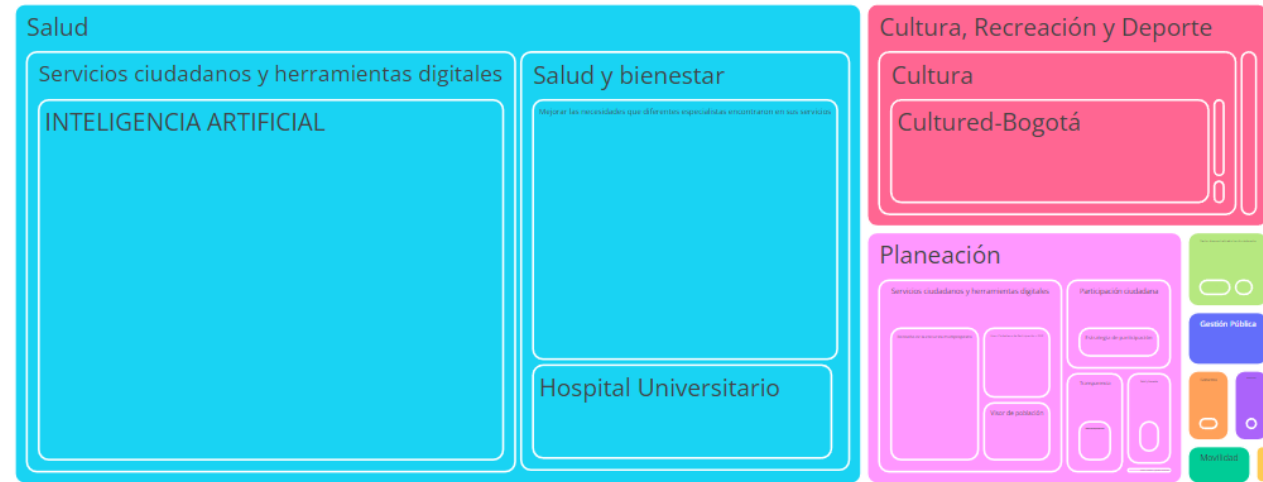 Salud
Servicios ciudadanos y herramientas digitales
INTELIGENCIA ARTIFICIAL
Salud y bienestar
Mejorar las necesidades que diferentes especialistas encontraron en sus servicios
Hospital Universitario
Cultura, Recreación y Deporte
Cultura
Cultured-Bogotá
Planeación
Servicios ciudadanos y herramientas digitales
Visor de población
Participación ciudadana
Estrategia de participación
Transparencia
Gestión Pública
Movilidad